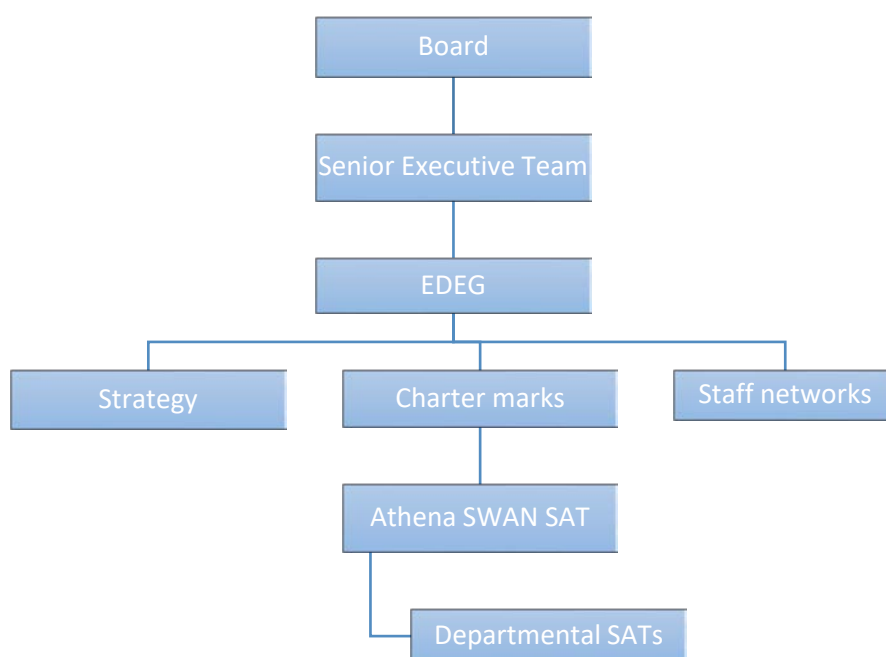 Board
Senior Executive Team
EDEG
Strategy
Charter marks
Staff networks
Athena SWAN SAT
Departmental SATs